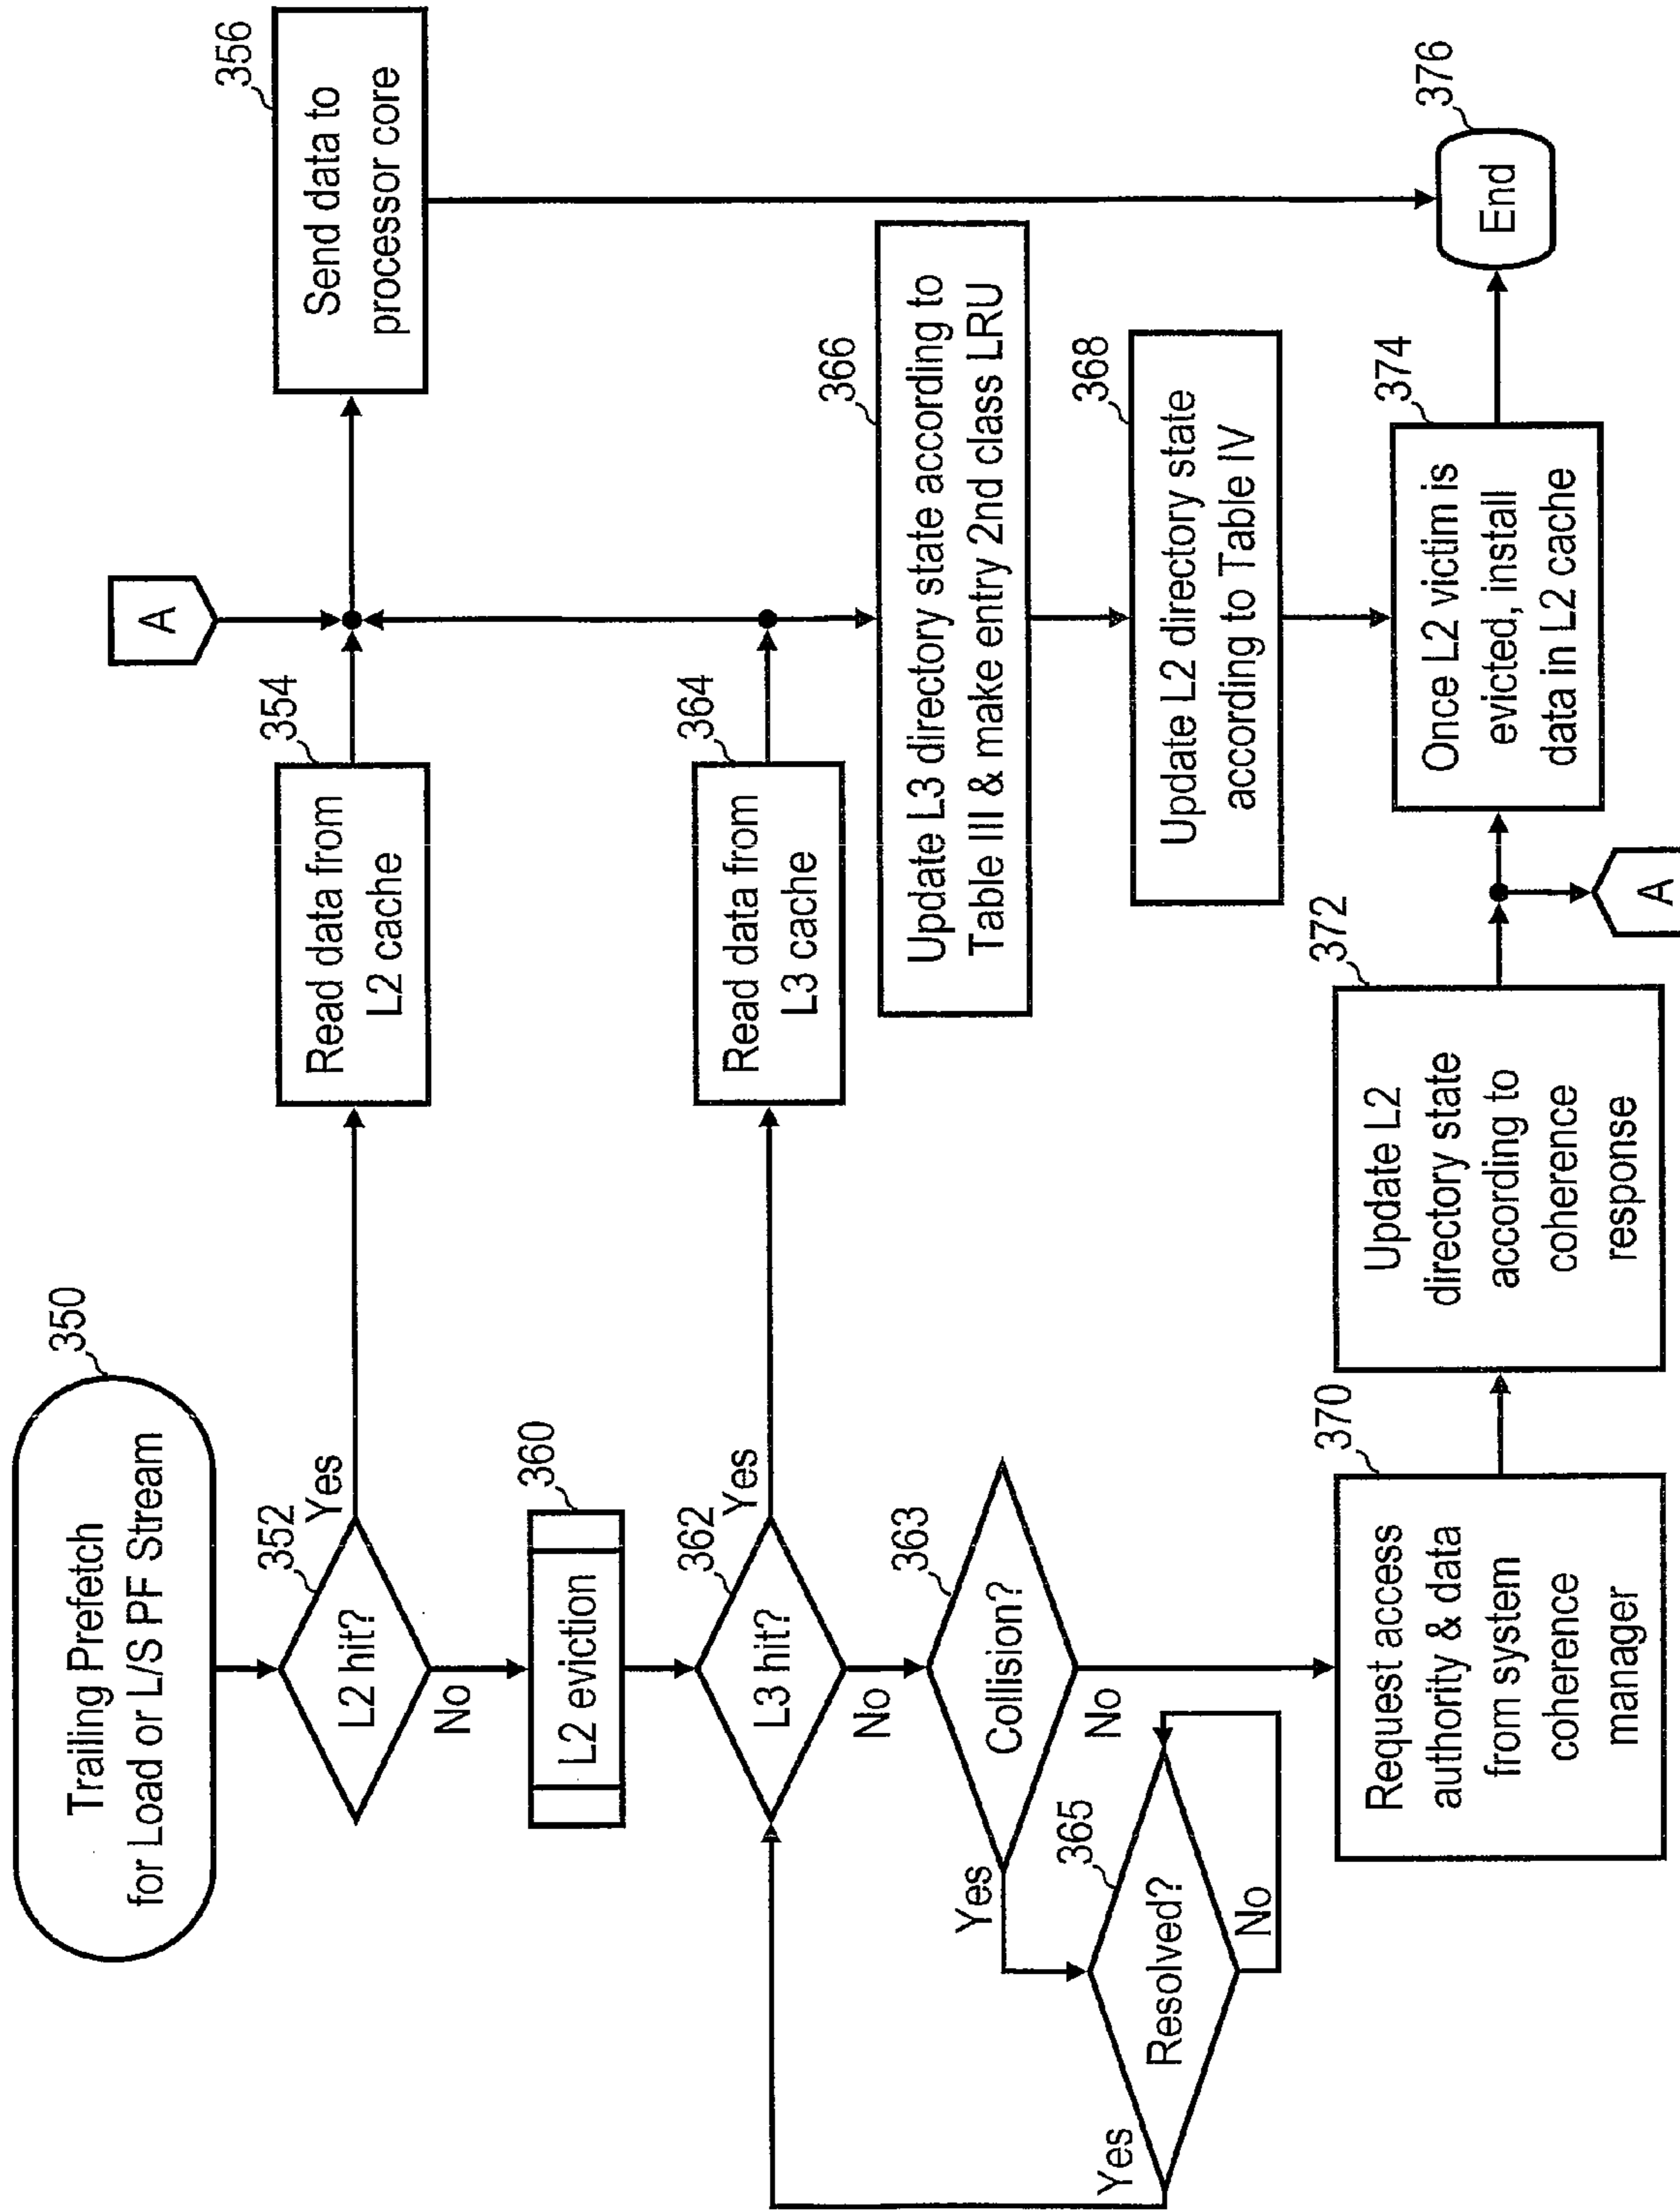 350
Trailing Prefetch
for Load or L/S PF Stream
352
L2 hit?
Yes
No
354
Read data from
L2 cache
A
356
Send data to
processor core
360
L2 eviction
362
L3 hit?
Yes
No
364
Read data from
L3 cache
366
Update L3 directory state according to
Table III & make entry 2nd class LRU
363
Collision?
Yes
No
365
Resolved?
Yes
No
368
Update L2 directory state
according to Table IV
370
Request access
authority & data
from system
coherence
manager
372
Update L2
directory state
according to
coherence
response
A
374
Once L2 victim is
evicted, install
data in L2 cache
376
End